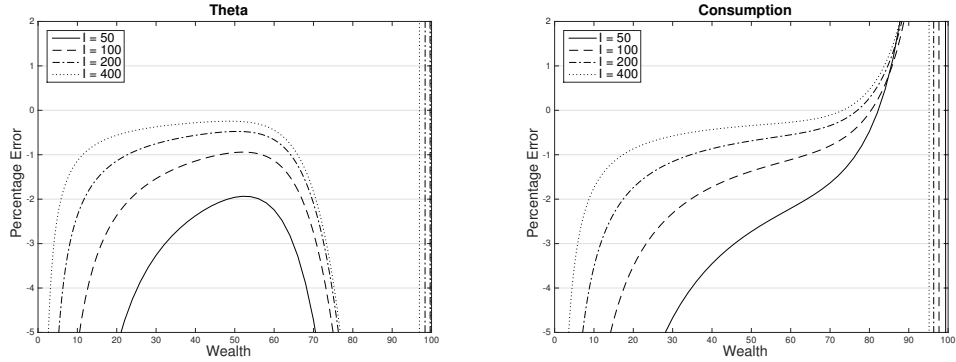 Theta
2
1
0
-1
-2
-3
-4
-5
Percentage Error
I = 50
I = 100
I = 200
I = 400
0 10 20 30 40 50 60 70 80 90 100
Wealth
Consumption
2
1
0
-1
-2
-3
-4
-5
Percentage Error
I = 50
I = 100
I = 200
I = 400
0 10 20 30 40 50 60 70 80 90 100
Wealth